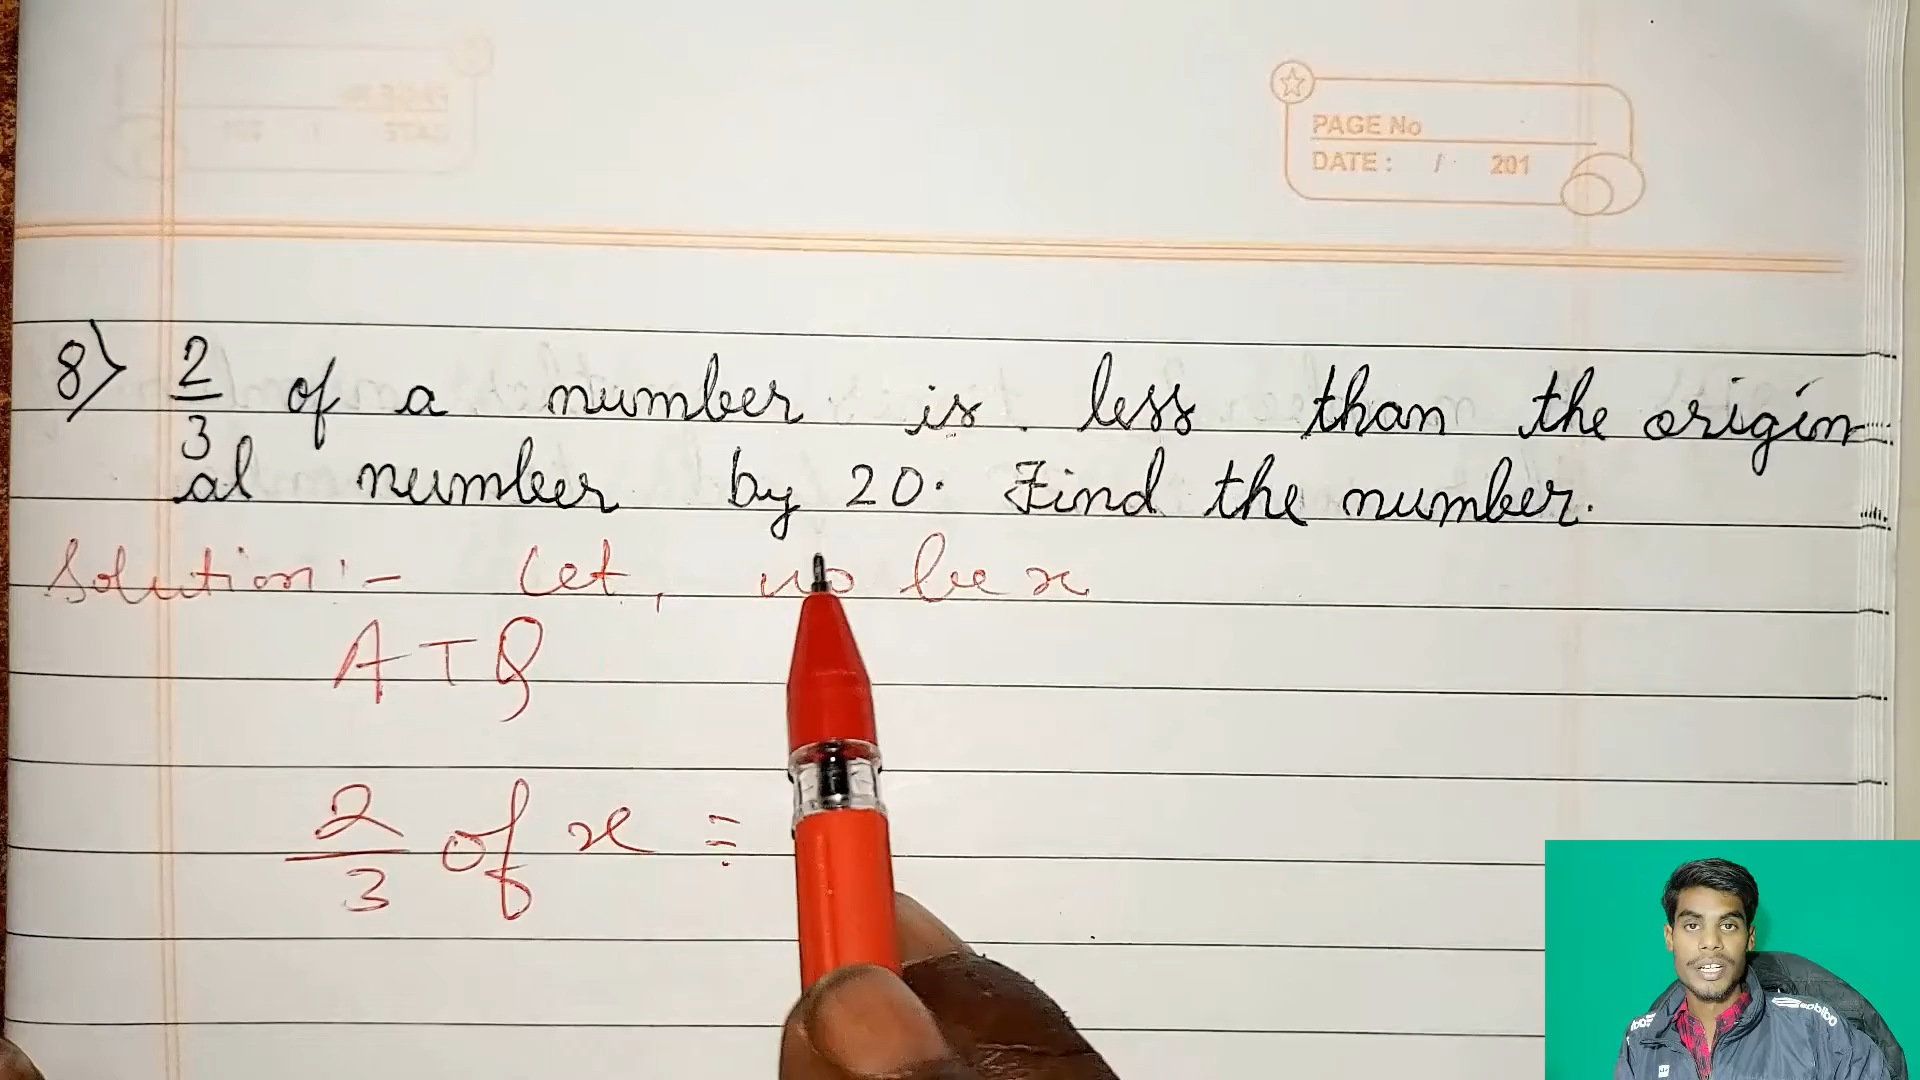 PAGE No
DATE : / 201
8) 2/3 of a number is less than the origin
al number by 20. Find the number.
Solution :- Let, no be x
ATQ
2/3 of x =